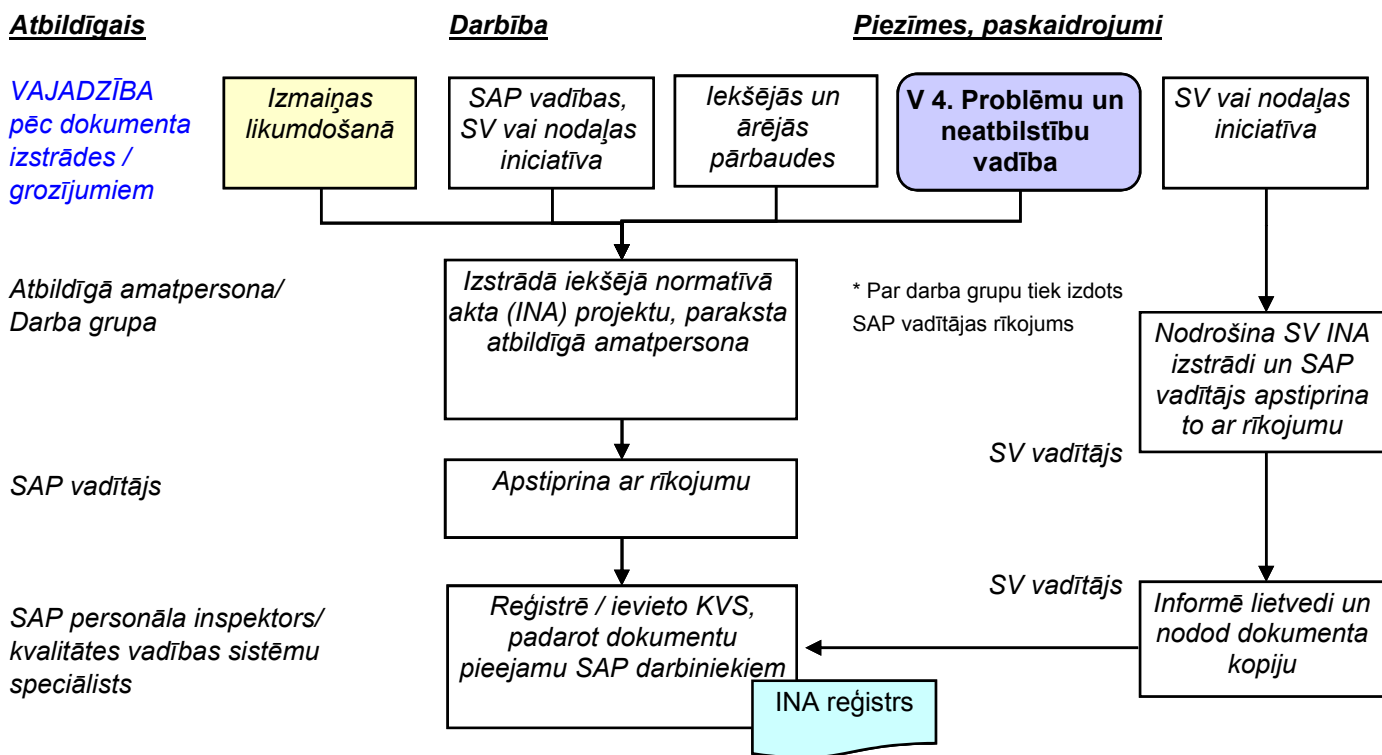 Atbildīgais
Darbība
Piezīmes, paskaidrojumi
VAJADZĪBA
pēc dokumenta
izstrādes /
grozījumiem
Izmaiņas
likumdošanā
SAP vadības,
SV vai nodaļas
iniciatīva
Iekšējās un
ārējās
pārbaudes
V 4. Problēmu un
neatbilstību
vadība
SV vai nodaļas
iniciatīva
Atbildīgā amatpersona/
Darba grupa
Izstrādā iekšējā normatīvā
akta (INA) projektu, paraksta
atbildīgā amatpersona
* Par darba grupu tiek izdots
SAP vadītājas rīkojums
Nodrošina SV INA
izstrādi un SAP
vadītājs apstiprina
to ar rīkojumu
SV vadītājs
SAP vadītājs
Apstiprina ar rīkojumu
SV vadītājs
SAP personāla inspektors/
kvalitātes vadības sistēmu
speciālists
Reģistrē / ievieto KVS,
padarot dokumentu
pieejamu SAP darbiniekiem
Informē lietvedi un
nodod dokumenta
kopiju
INA reģistrs